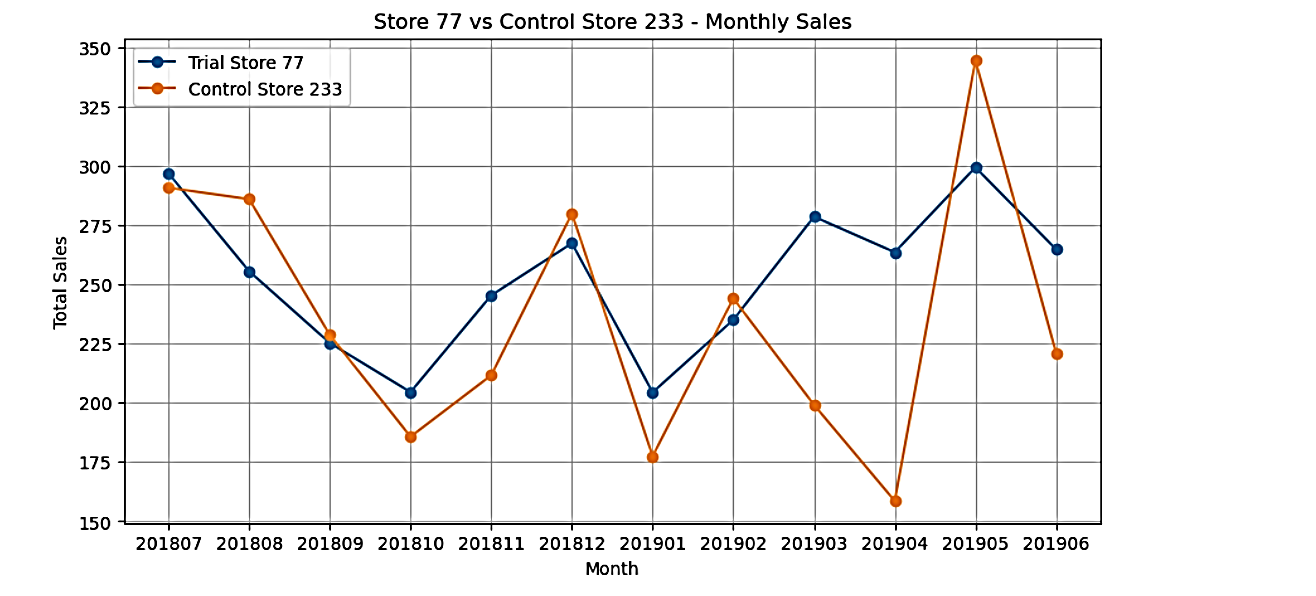 Store 77 vs Control Store 233 - Monthly Sales
Trial Store 77
Control Store 233
Total Sales
350
325
300
275
250
225
200
175
150
201807 201808 201809 201810 201811 201812 201901 201902 201903 201904 201905 201906
Month